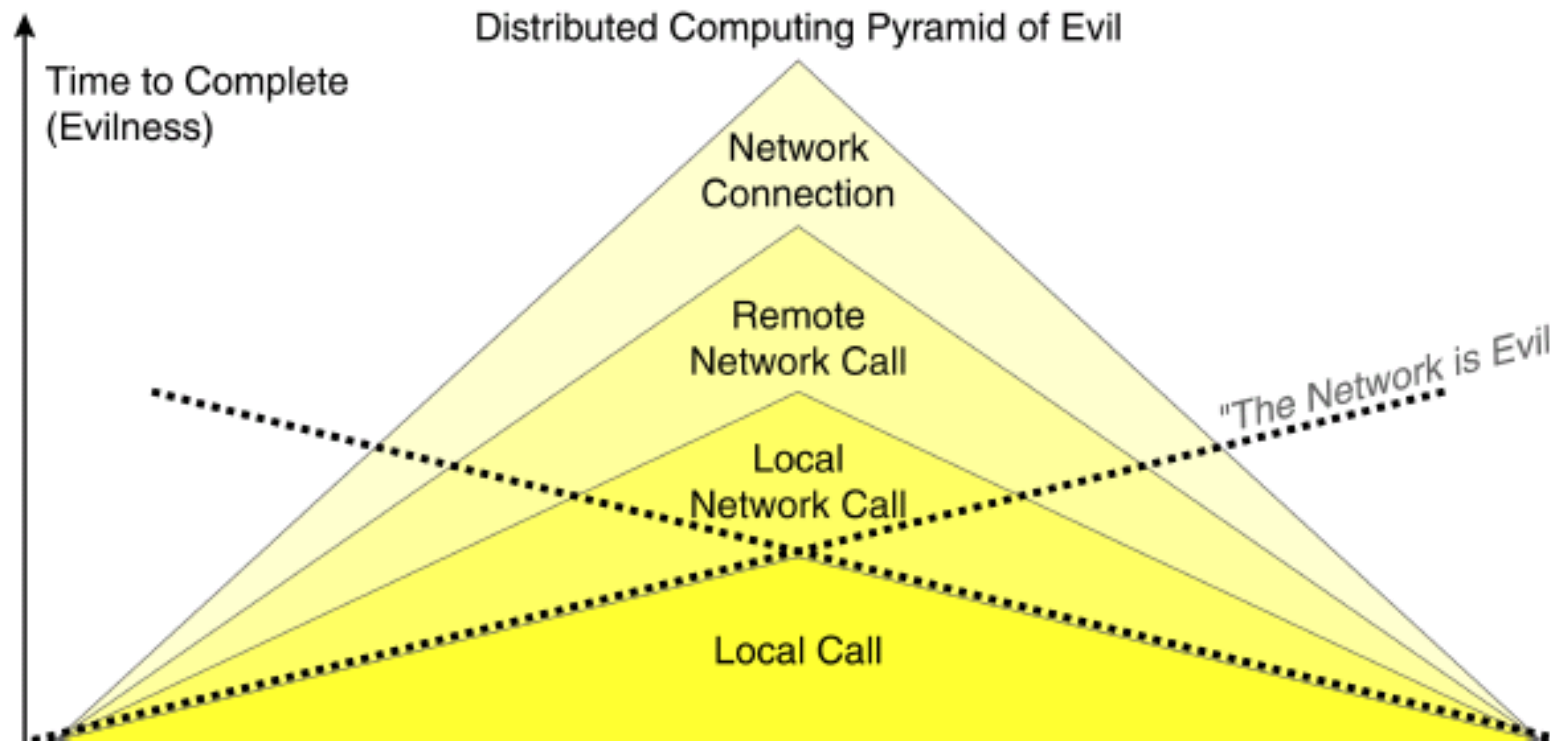 Distributed Computing Pyramid of Evil
Time to Complete
(Evilness)
Network
Connection
Remote
Network Call
"The Network is Evil
Local
Network Call
Local Call